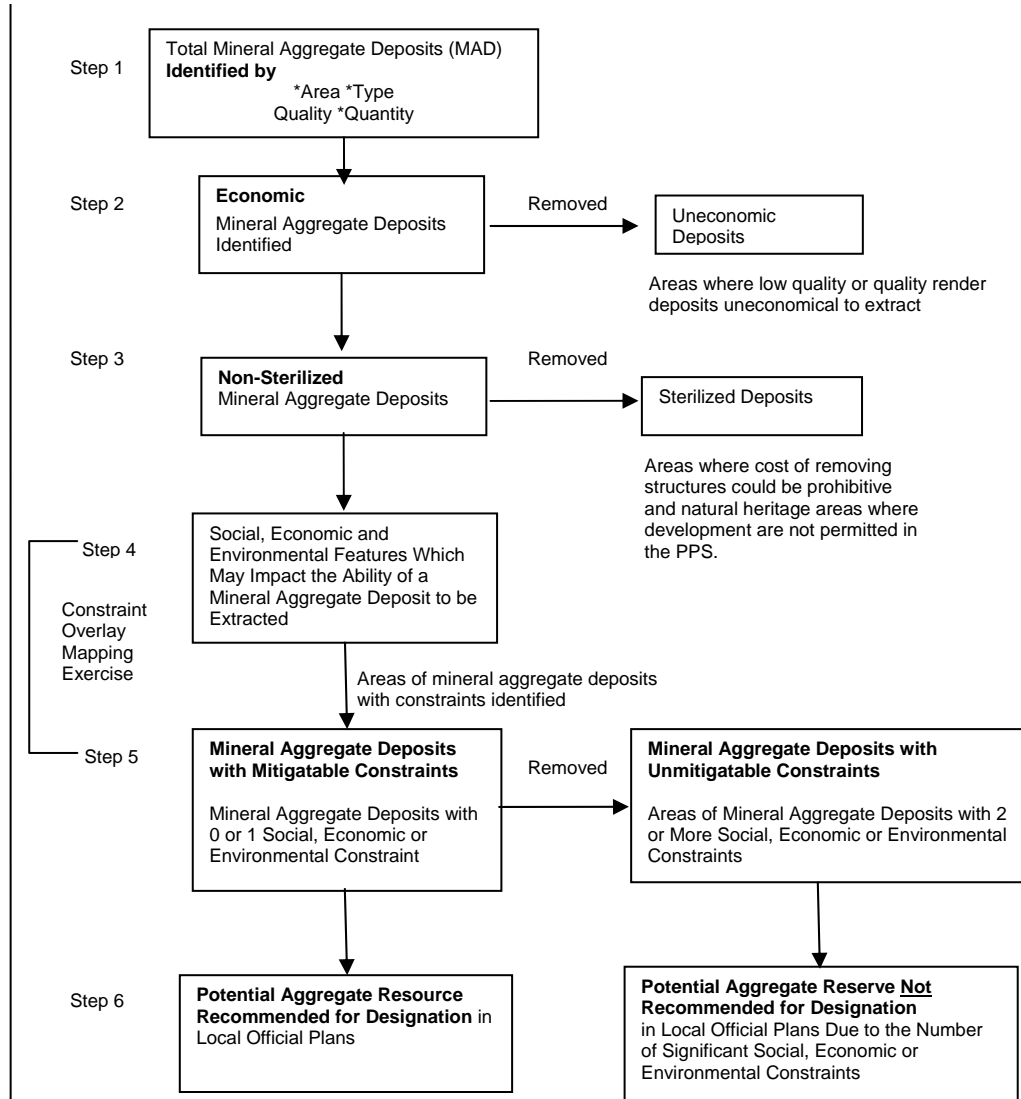 Step 1
Total Mineral Aggregate Deposits (MAD)
Identified by
*Area *Type
Quality *Quantity
Step 2
Economic
Mineral Aggregate Deposits
Identified
Removed
Uneconomic
Deposits
Areas where low quality or quality render
deposits uneconomical to extract
Step 3
Non-Sterilized
Mineral Aggregate Deposits
Removed
Sterilized Deposits
Areas where cost of removing
structures could be prohibitive
and natural heritage areas where
development are not permitted in
the PPS.
Step 4
Constraint
Overlay
Mapping
Exercise
Social, Economic and
Environmental Features Which
May Impact the Ability of a
Mineral Aggregate Deposit to be
Extracted
Areas of mineral aggregate deposits
with constraints identified
Step 5
Mineral Aggregate Deposits
with Mitigatable Constraints
Mineral Aggregate Deposits with
0 or 1 Social, Economic or
Environmental Constraint
Removed
Mineral Aggregate Deposits with
Unmitigatable Constraints
Areas of Mineral Aggregate Deposits with 2
or More Social, Economic or Environmental
Constraints
Step 6
Potential Aggregate Resource
Recommended for Designation in
Local Official Plans
Potential Aggregate Reserve Not
Recommended for Designation
in Local Official Plans Due to the Number
of Significant Social, Economic or
Environmental Constraints